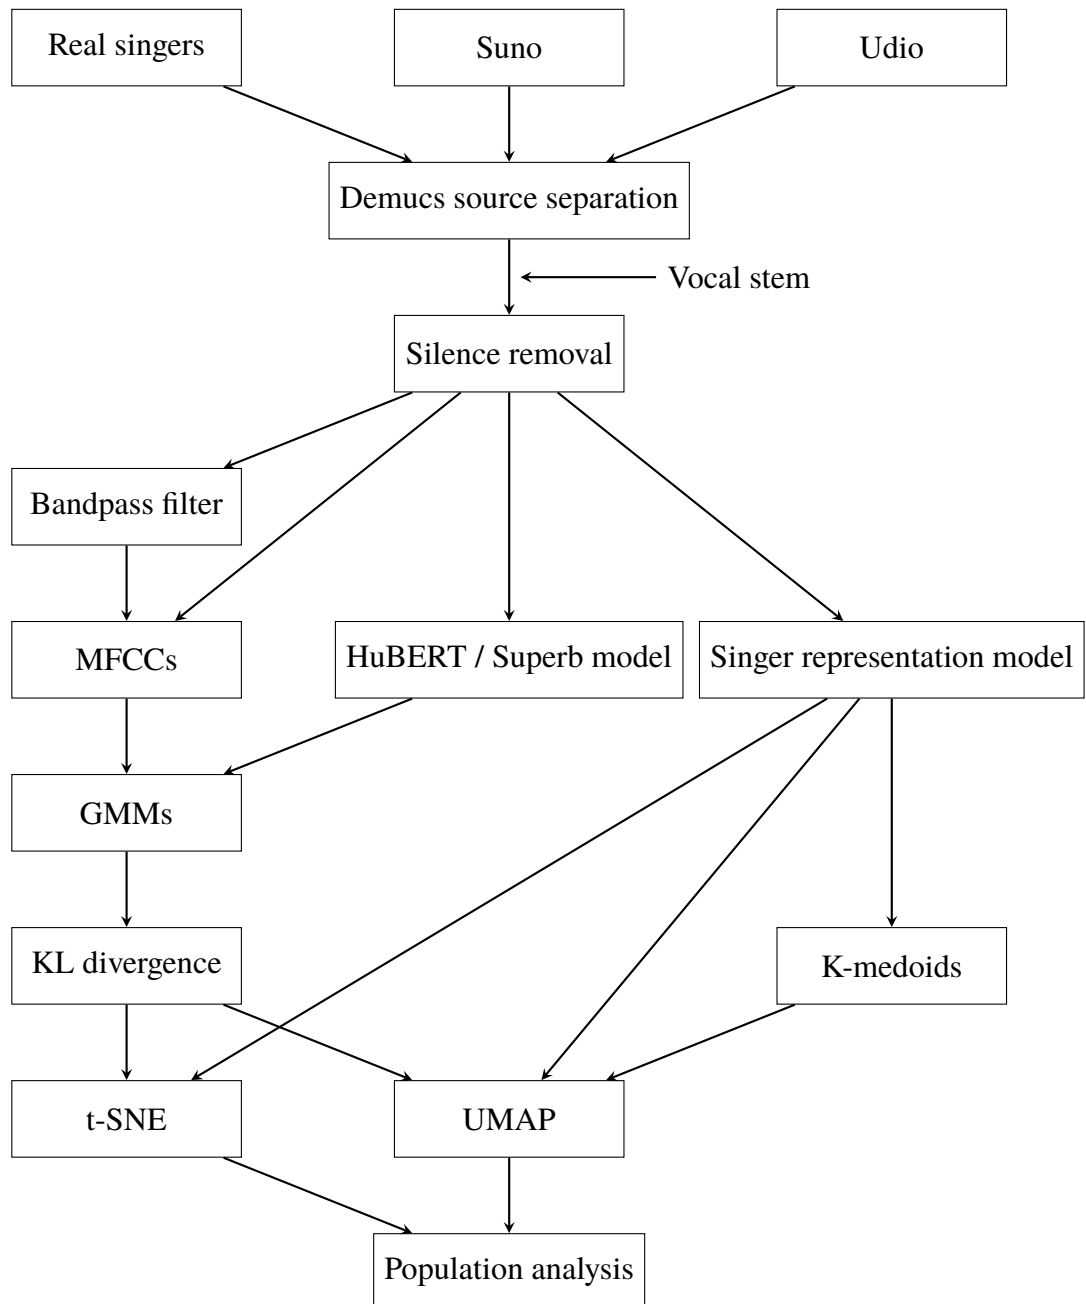 Real singers
Suno
Udio
Demucs source separation
Vocal stem
Silence removal
Bandpass filter
MFCCs
HuBERT / Superb model
Singer representation model
GMMs
KL divergence
K-medoids
t-SNE
UMAP
Population analysis